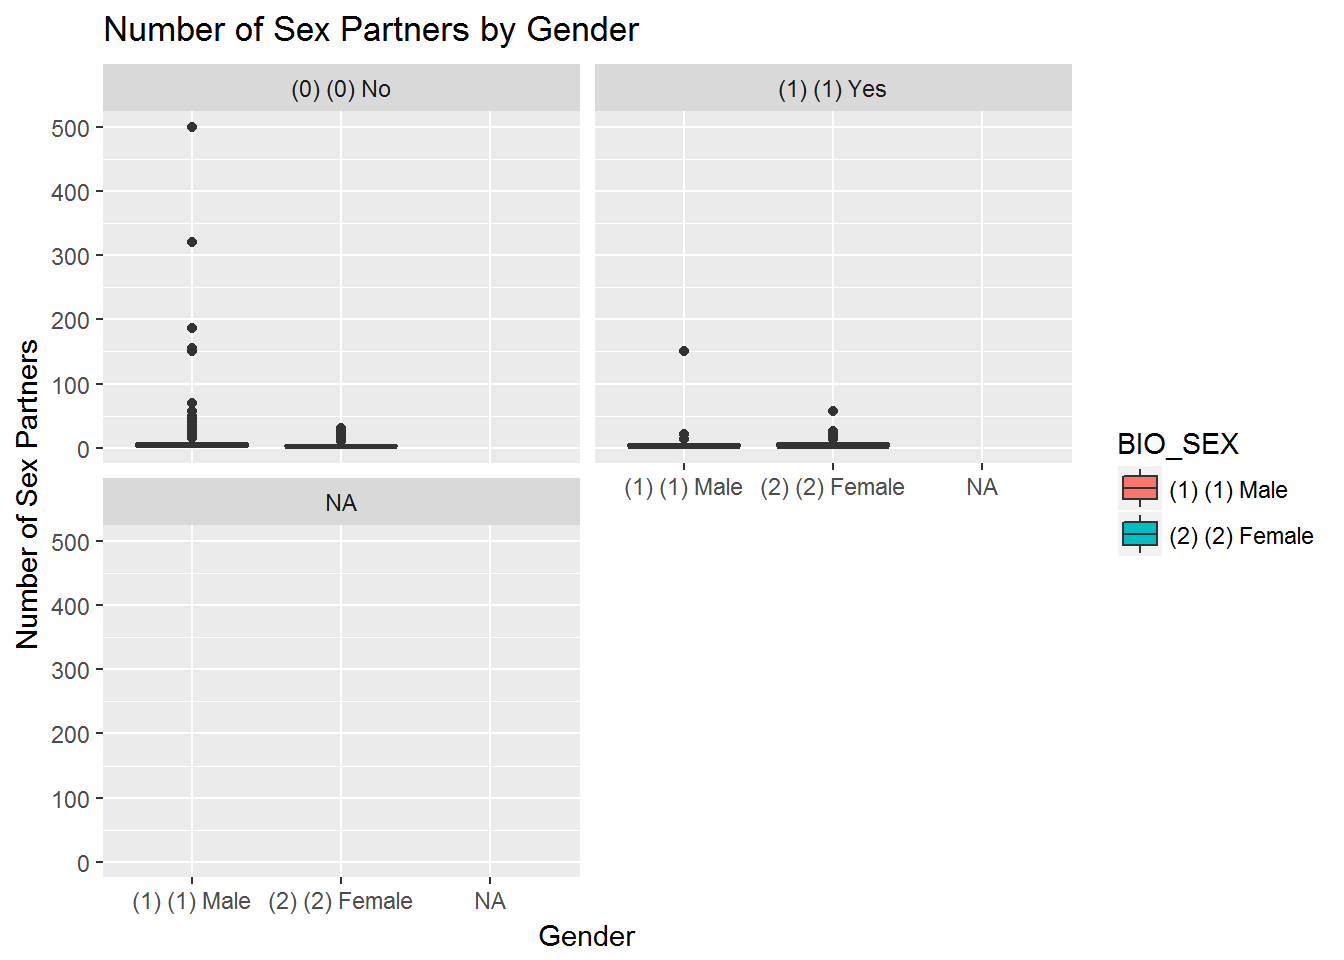 Number of Sex Partners by Gender
(0) (0) No
(1) (1) Yes
500
400
300
200
100
0
(1) (1) Male (2) (2) Female NA
NA
500
400
300
200
100
0
(1) (1) Male (2) (2) Female NA
Number of Sex Partners
Gender
BIO_SEX
(1) (1) Male
(2) (2) Female